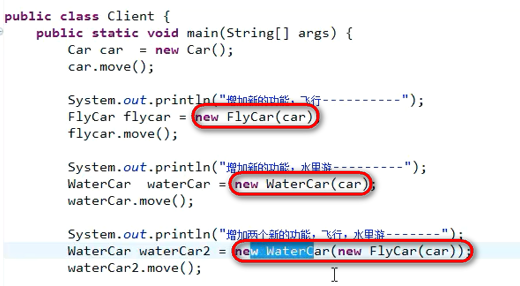 public class Client {
public static void main(String[] args) {
Car car  = new Car();
car.move();
System.out.println("增加新的功能，飞行----------");
FlyCar flycar = new FlyCar(car);
flycar.move();
System.out.println("增加新的功能，水里游----------");
WaterCar  waterCar = new WaterCar(car);
waterCar.move();
System.out.println("增加两个新的功能，飞行，水里游-------");
WaterCar waterCar2 = new WaterCar(new FlyCar(car));
waterCar2.move();